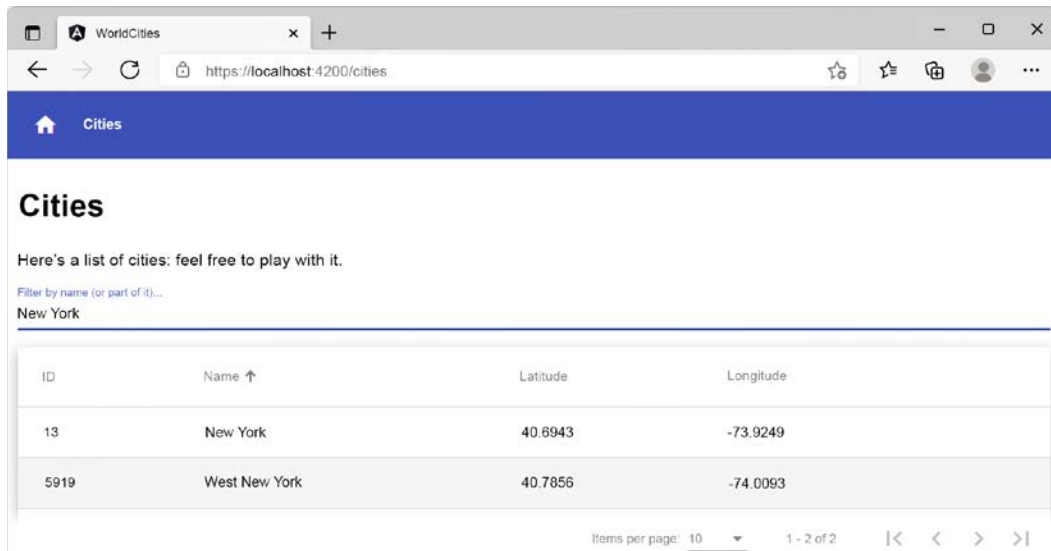 WorldCities
https://localhost:4200/cities
Cities
Cities
Here's a list of cities: feel free to play with it.
Filter by name (or part of it)...
New York
ID Name Latitude Longitude
13 New York 40.6943 -73.9249
5919 West New York 40.7856 -74.0093
Items per page: 10 1 - 2 of 2